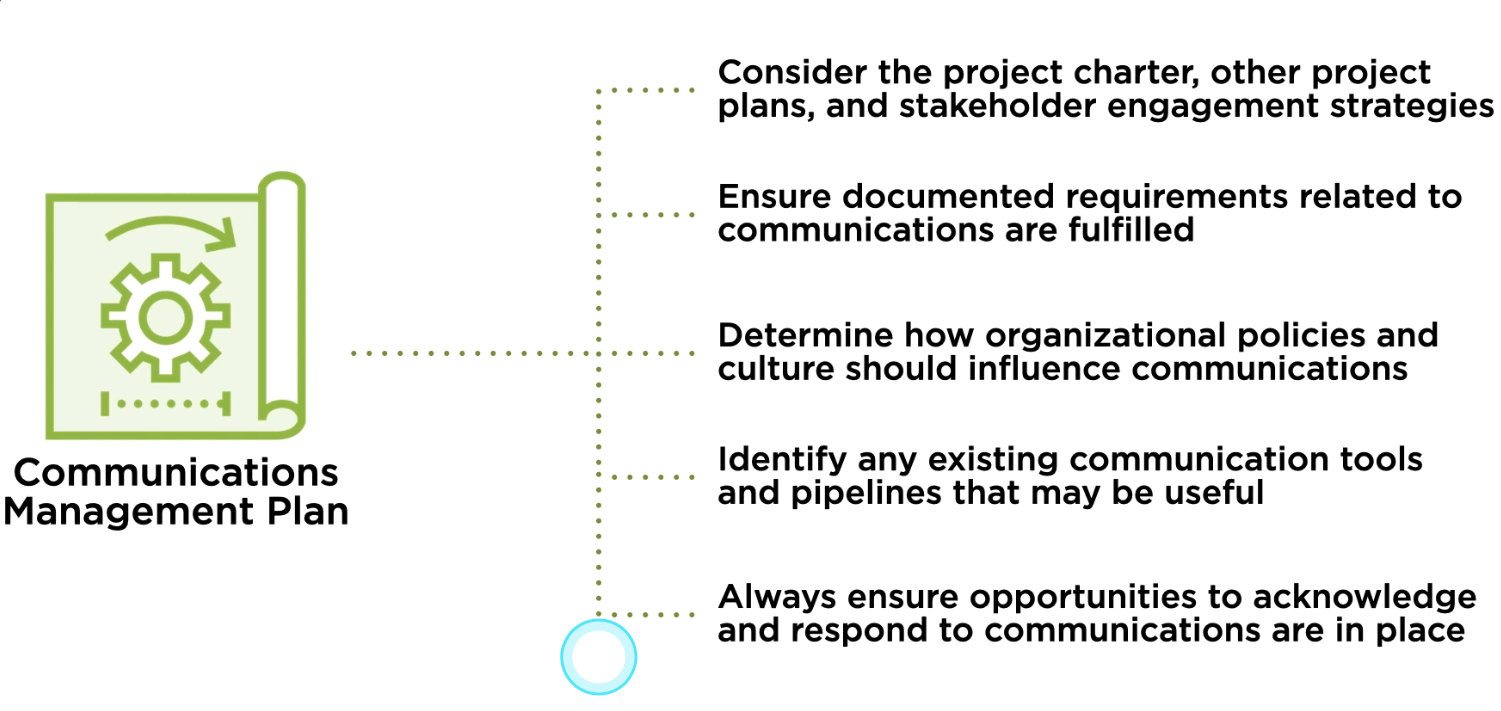 Consider the project charter, other project
plans, and stakeholder engagement strategies
Ensure documented requirements related to
communications are fulfilled
Determine how organizational policies and
culture should influence communications
Identify any existing communication tools
and pipelines that may be useful
Always ensure opportunities to acknowledge
and respond to communications are in place
Communications
Management Plan